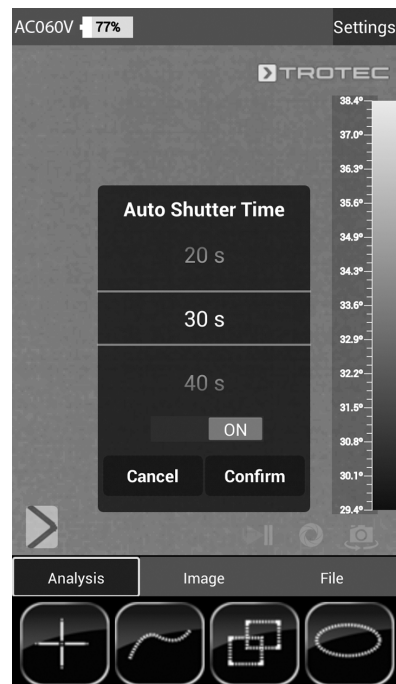 AC060V 77% Settings
TROTEC
38.4°
37.0°
36.3°
35.6°
34.9°
34.3°
33.6°
32.9°
32.2°
31.5°
30.8°
30.1°
29.4°
Auto Shutter Time
20 s
30 s
40 s
ON
Cancel Confirm
Analysis Image File